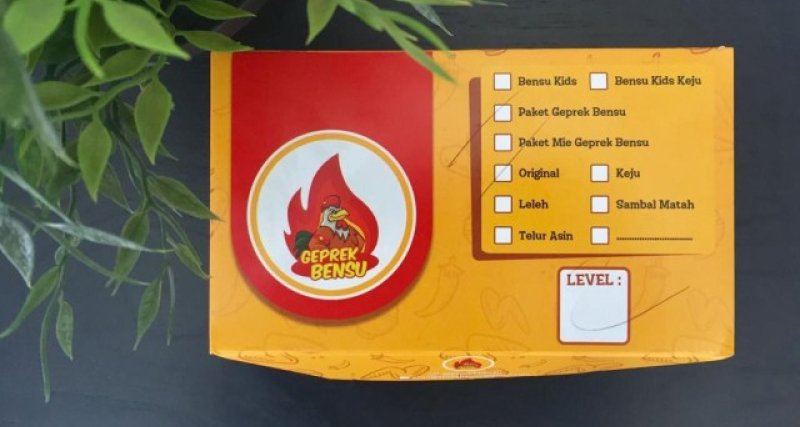 GEPREK
BENSU
Bensu Kids
Bensu Kids Keju
Paket Geprek Bensu
Paket Mie Geprek Bensu
Original
Keju
Leleh
Sambal Matah
Telur Asin
LEVEL :